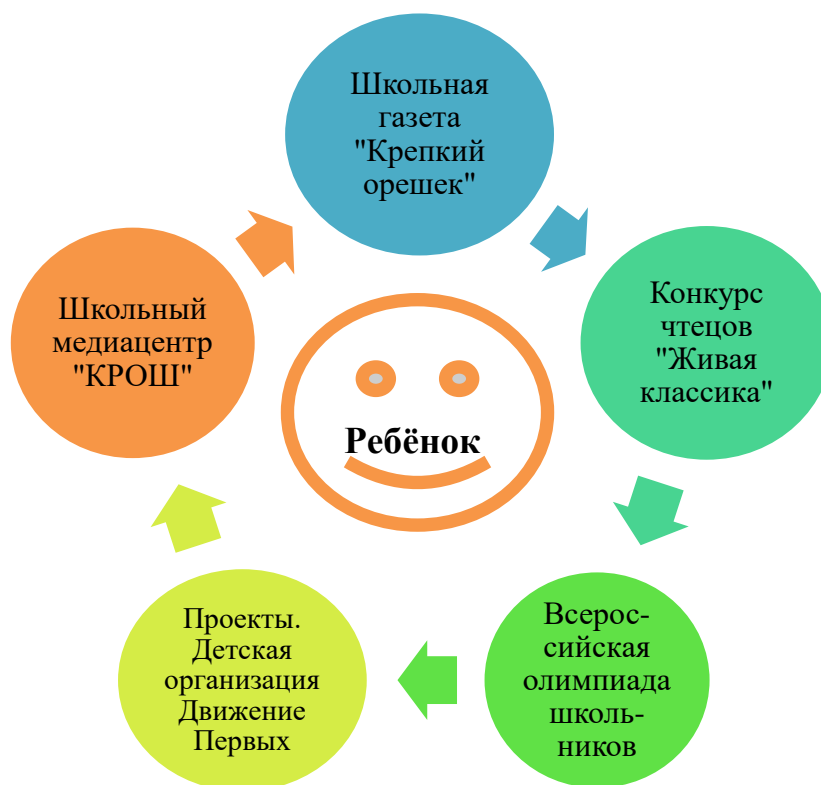 Школьная
газета
"Крепкий
орешек"
Конкурс
чтецов
"Живая
классика"
Всерос-
сийская
олимпиада
школь-
ников
Проекты.
Детская
организация
Движение
Первых
Школьный
медиацентр
"КРОШ"
Ребёнок